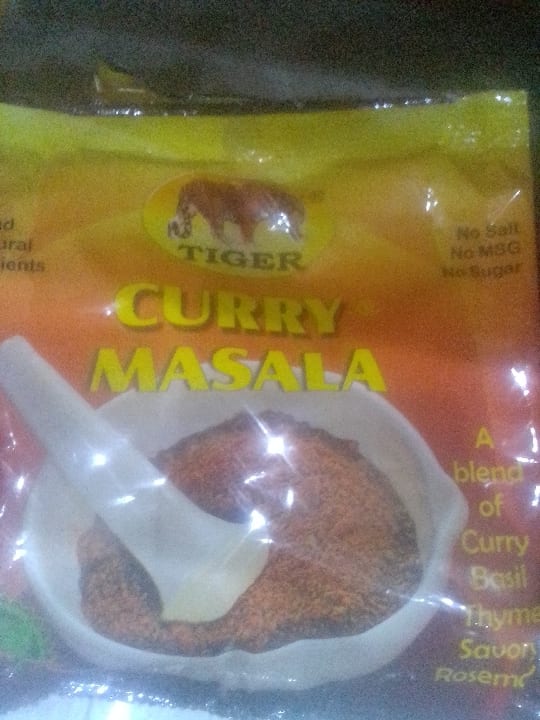 TIGER
CURRY
MASALA
No Salt
No MSG
No Sugar
A
blend
of
Curry
Basil
Thyme